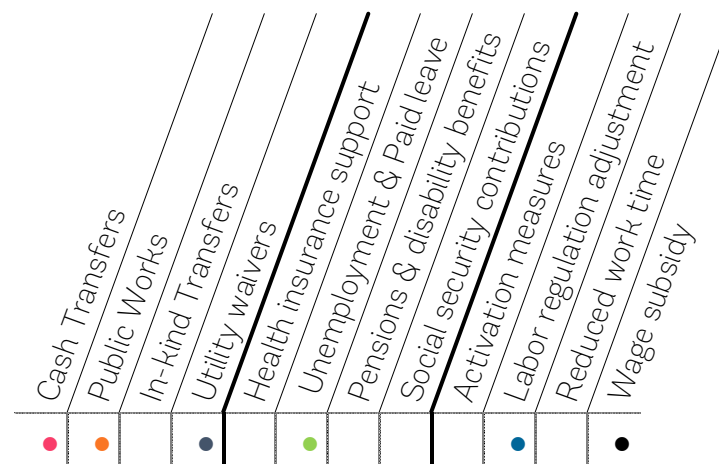 Cash Transfers
Public Works
In-kind Transfers
Utility waivers
Health insurance support
Unemployment & Paid leave
Pensions & disability benefits
Social security contributions
Activation measures
Labor regulation adjustment
Reduced work time
Wage subsidy